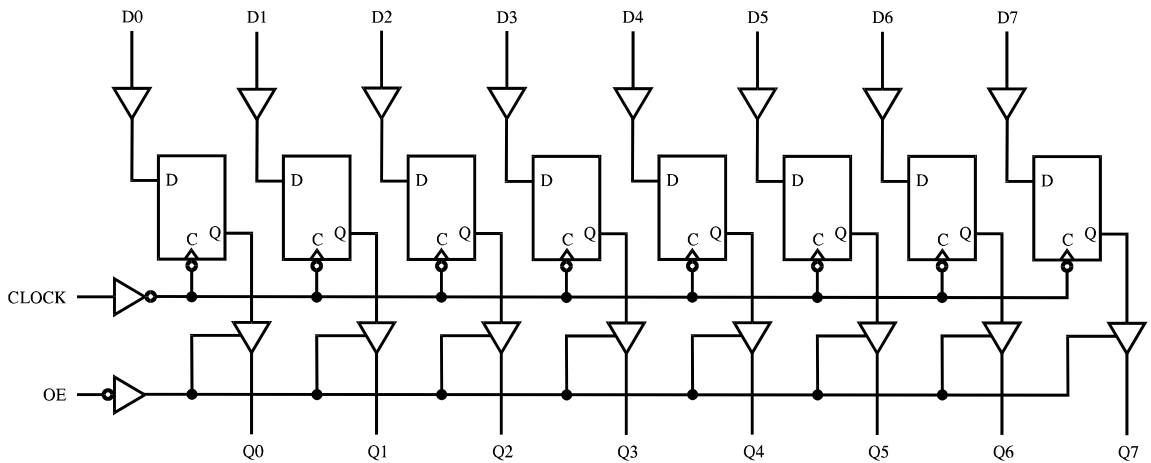 D0 D1 D2 D3 D4 D5 D6 D7
D D D D D D D D
Q Q Q Q Q Q Q Q
C C C C C C C C
CLOCK
OE
Q0 Q1 Q2 Q3 Q4 Q5 Q6 Q7